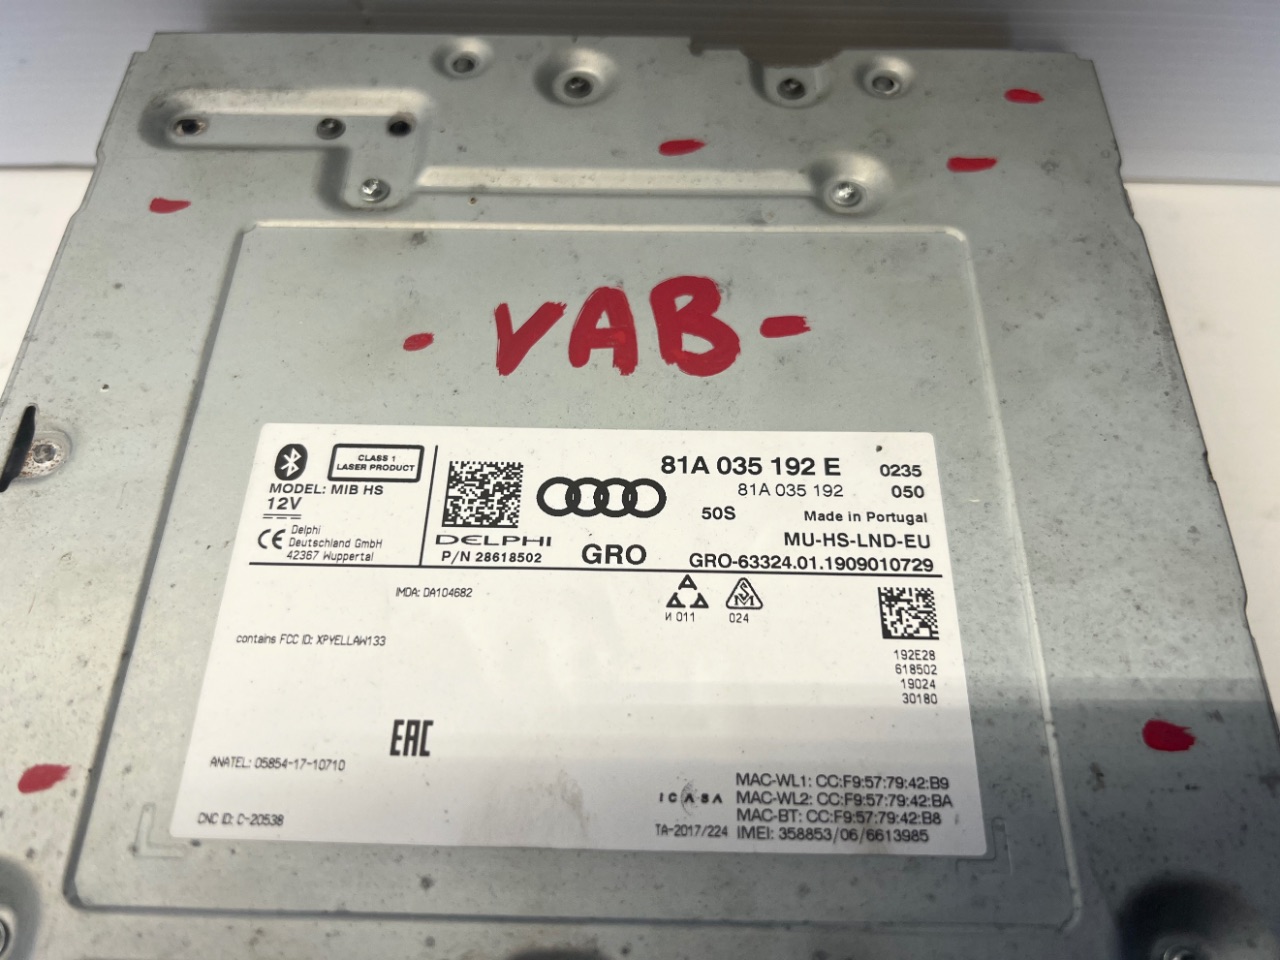 - VAB -
CLASS 1
LASER PRODUCT
MODEL: MIB HS
12V
CE Delphi
Deutschland GmbH
42367 Wuppertal
DELPHI
P/N 28618502
GRO
81A 035 192 E 0235
81A 035 192 050
50S Made in Portugal
MU-HS-LND-EU
GRO-63324.01.1909010729
IMDA: DA104682
contains FCC ID: XPYELLAW133
A
И 011
024
192E28
618502
19024
30180
EAC
ANATEL: 05854-17-10710
CNC ID: C-20538
ICASA
TA-2017/224
MAC-WL1: CC:F9:57:79:42:B9
MAC-WL2: CC:F9:57:79:42:BA
MAC-BT: CC:F9:57:79:42:B8
IMEI: 358853/06/6613985